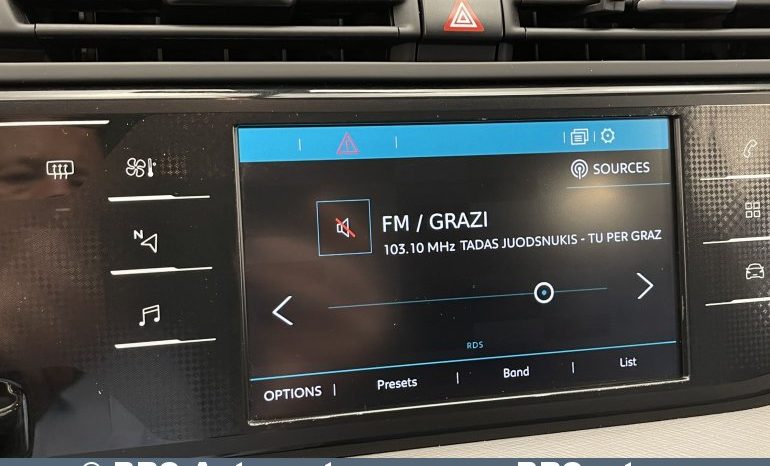 SOURCES
FM / GRAZI
103.10 MHz TADAS JUODSNUKIS - TU PER GRAZ
N
RDS
OPTIONS | Presets | Band | List